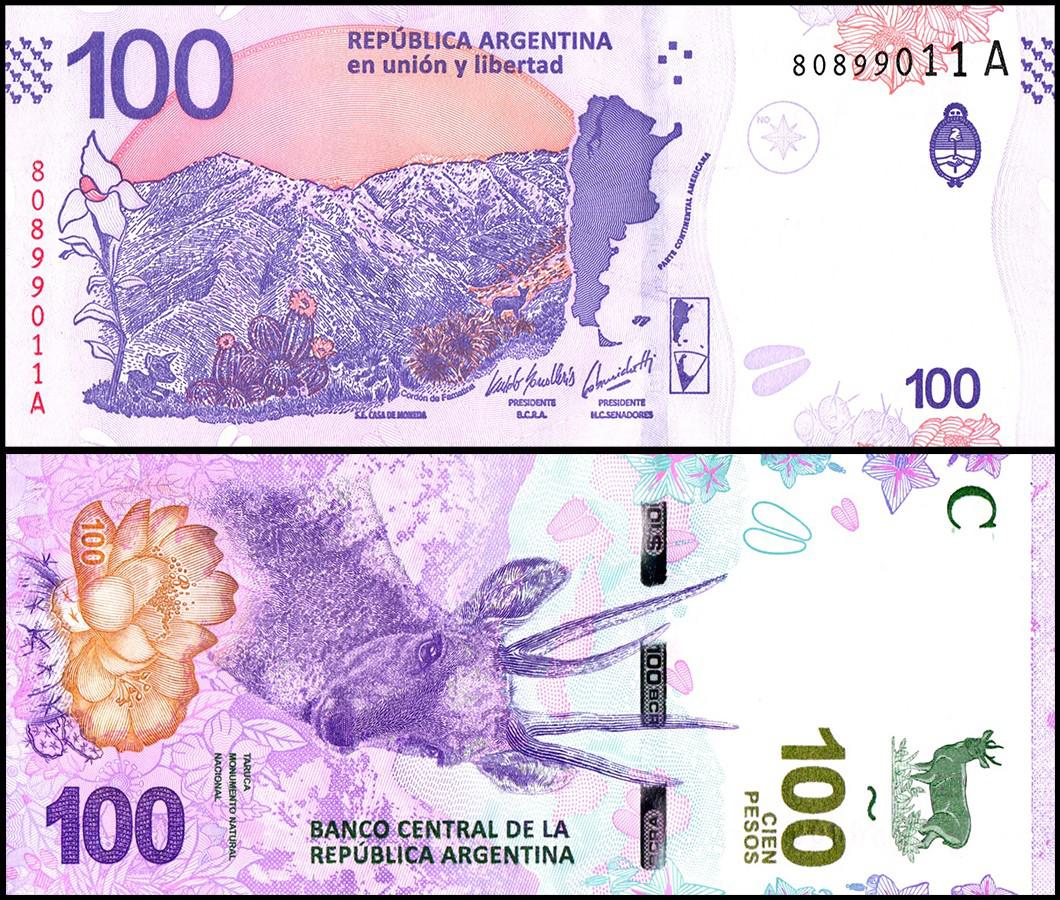 100
REPÚBLICA ARGENTINA
en unión y libertad
80899011 A
NO
80899011A
PARTE CONTINENTAL AMERICANA
Cordón de Famatina
S.E. CASA DE MONEDA
PRESIDENTE
B.C.R.A.
PRESIDENTE
H.C.SENADORES
100
100
C
TARUCA
MONUMENTO NATURAL
NACIONAL
100
BANCO CENTRAL DE LA
REPÚBLICA ARGENTINA
100
CIEN
PESOS